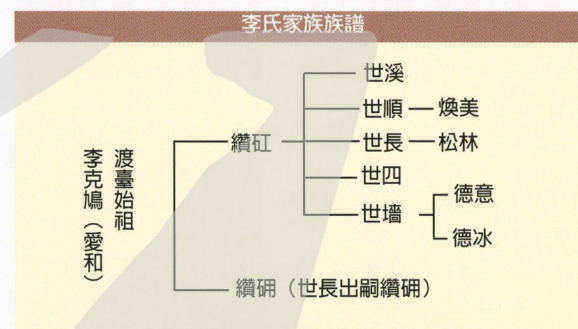 李氏家族族譜
渡臺始祖
李克鳩（愛和）
纘矼
世溪
世順
煥美
世長
松林
世四
世墻
德意
德冰
纘硼（世長出嗣纘硼）